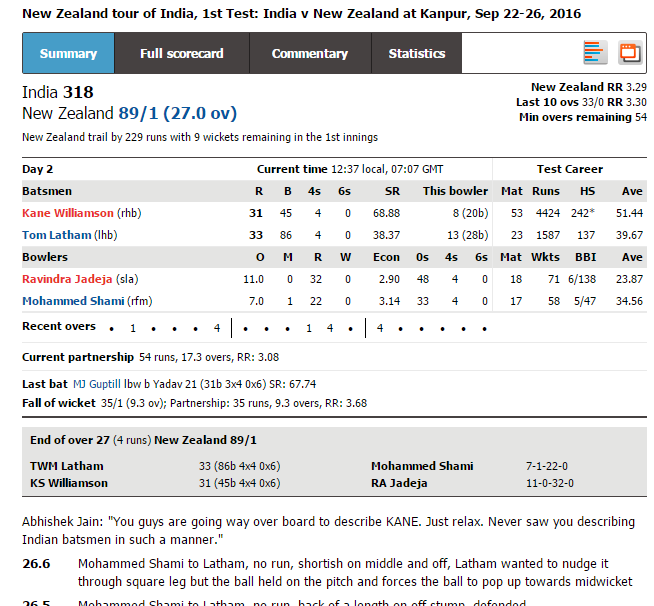 New Zealand tour of India, 1st Test: India v New Zealand at Kanpur, Sep 22-26, 2016
Summary Full scorecard Commentary Statistics
India 318
New Zealand 89/1 (27.0 ov)
New Zealand trail by 229 runs with 9 wickets remaining in the 1st innings
New Zealand RR 3.29
Last 10 ovs 33/0 RR 3.30
Min overs remaining 54
Day 2 Current time 12:37 local, 07:07 GMT Test Career
Batsmen R B 4s 6s SR This bowler Mat Runs HS Ave
Kane Williamson (rhb) 31 45 4 0 68.88 8 (20b) 53 4424 242* 51.44
Tom Latham (lhb) 33 86 4 0 38.37 13 (28b) 23 1587 137 39.67
Bowlers O M R W Econ 0s 4s 6s Mat Wkts BBI Ave
Ravindra Jadeja (sla) 11.0 0 32 0 2.90 48 4 0 18 71 6/138 23.87
Mohammed Shami (rfm) 7.0 1 22 0 3.14 33 4 0 17 58 5/47 34.56
Recent overs • 1 • • • 4 | • • • 1 4 • | 4 • • • • •
Current partnership 54 runs, 17.3 overs, RR: 3.08
Last bat MJ Guptill lbw b Yadav 21 (31b 3x4 0x6) SR: 67.74
Fall of wicket 35/1 (9.3 ov); Partnership: 35 runs, 9.3 overs, RR: 3.68
End of over 27 (4 runs) New Zealand 89/1
TWM Latham 33 (86b 4x4 0x6) Mohammed Shami 7-1-22-0
KS Williamson 31 (45b 4x4 0x6) RA Jadeja 11-0-32-0
Abhishek Jain: "You guys are going way over board to describe KANE. Just relax. Never saw you describing
Indian batsmen in such a manner."
26.6 Mohammed Shami to Latham, no run, shortish on middle and off, Latham wanted to nudge it
through square leg but the ball held on the pitch and forces the ball to pop up towards midwicket
26.5 Mohammed Shami to Latham, no run, back of a length on off stump, defended